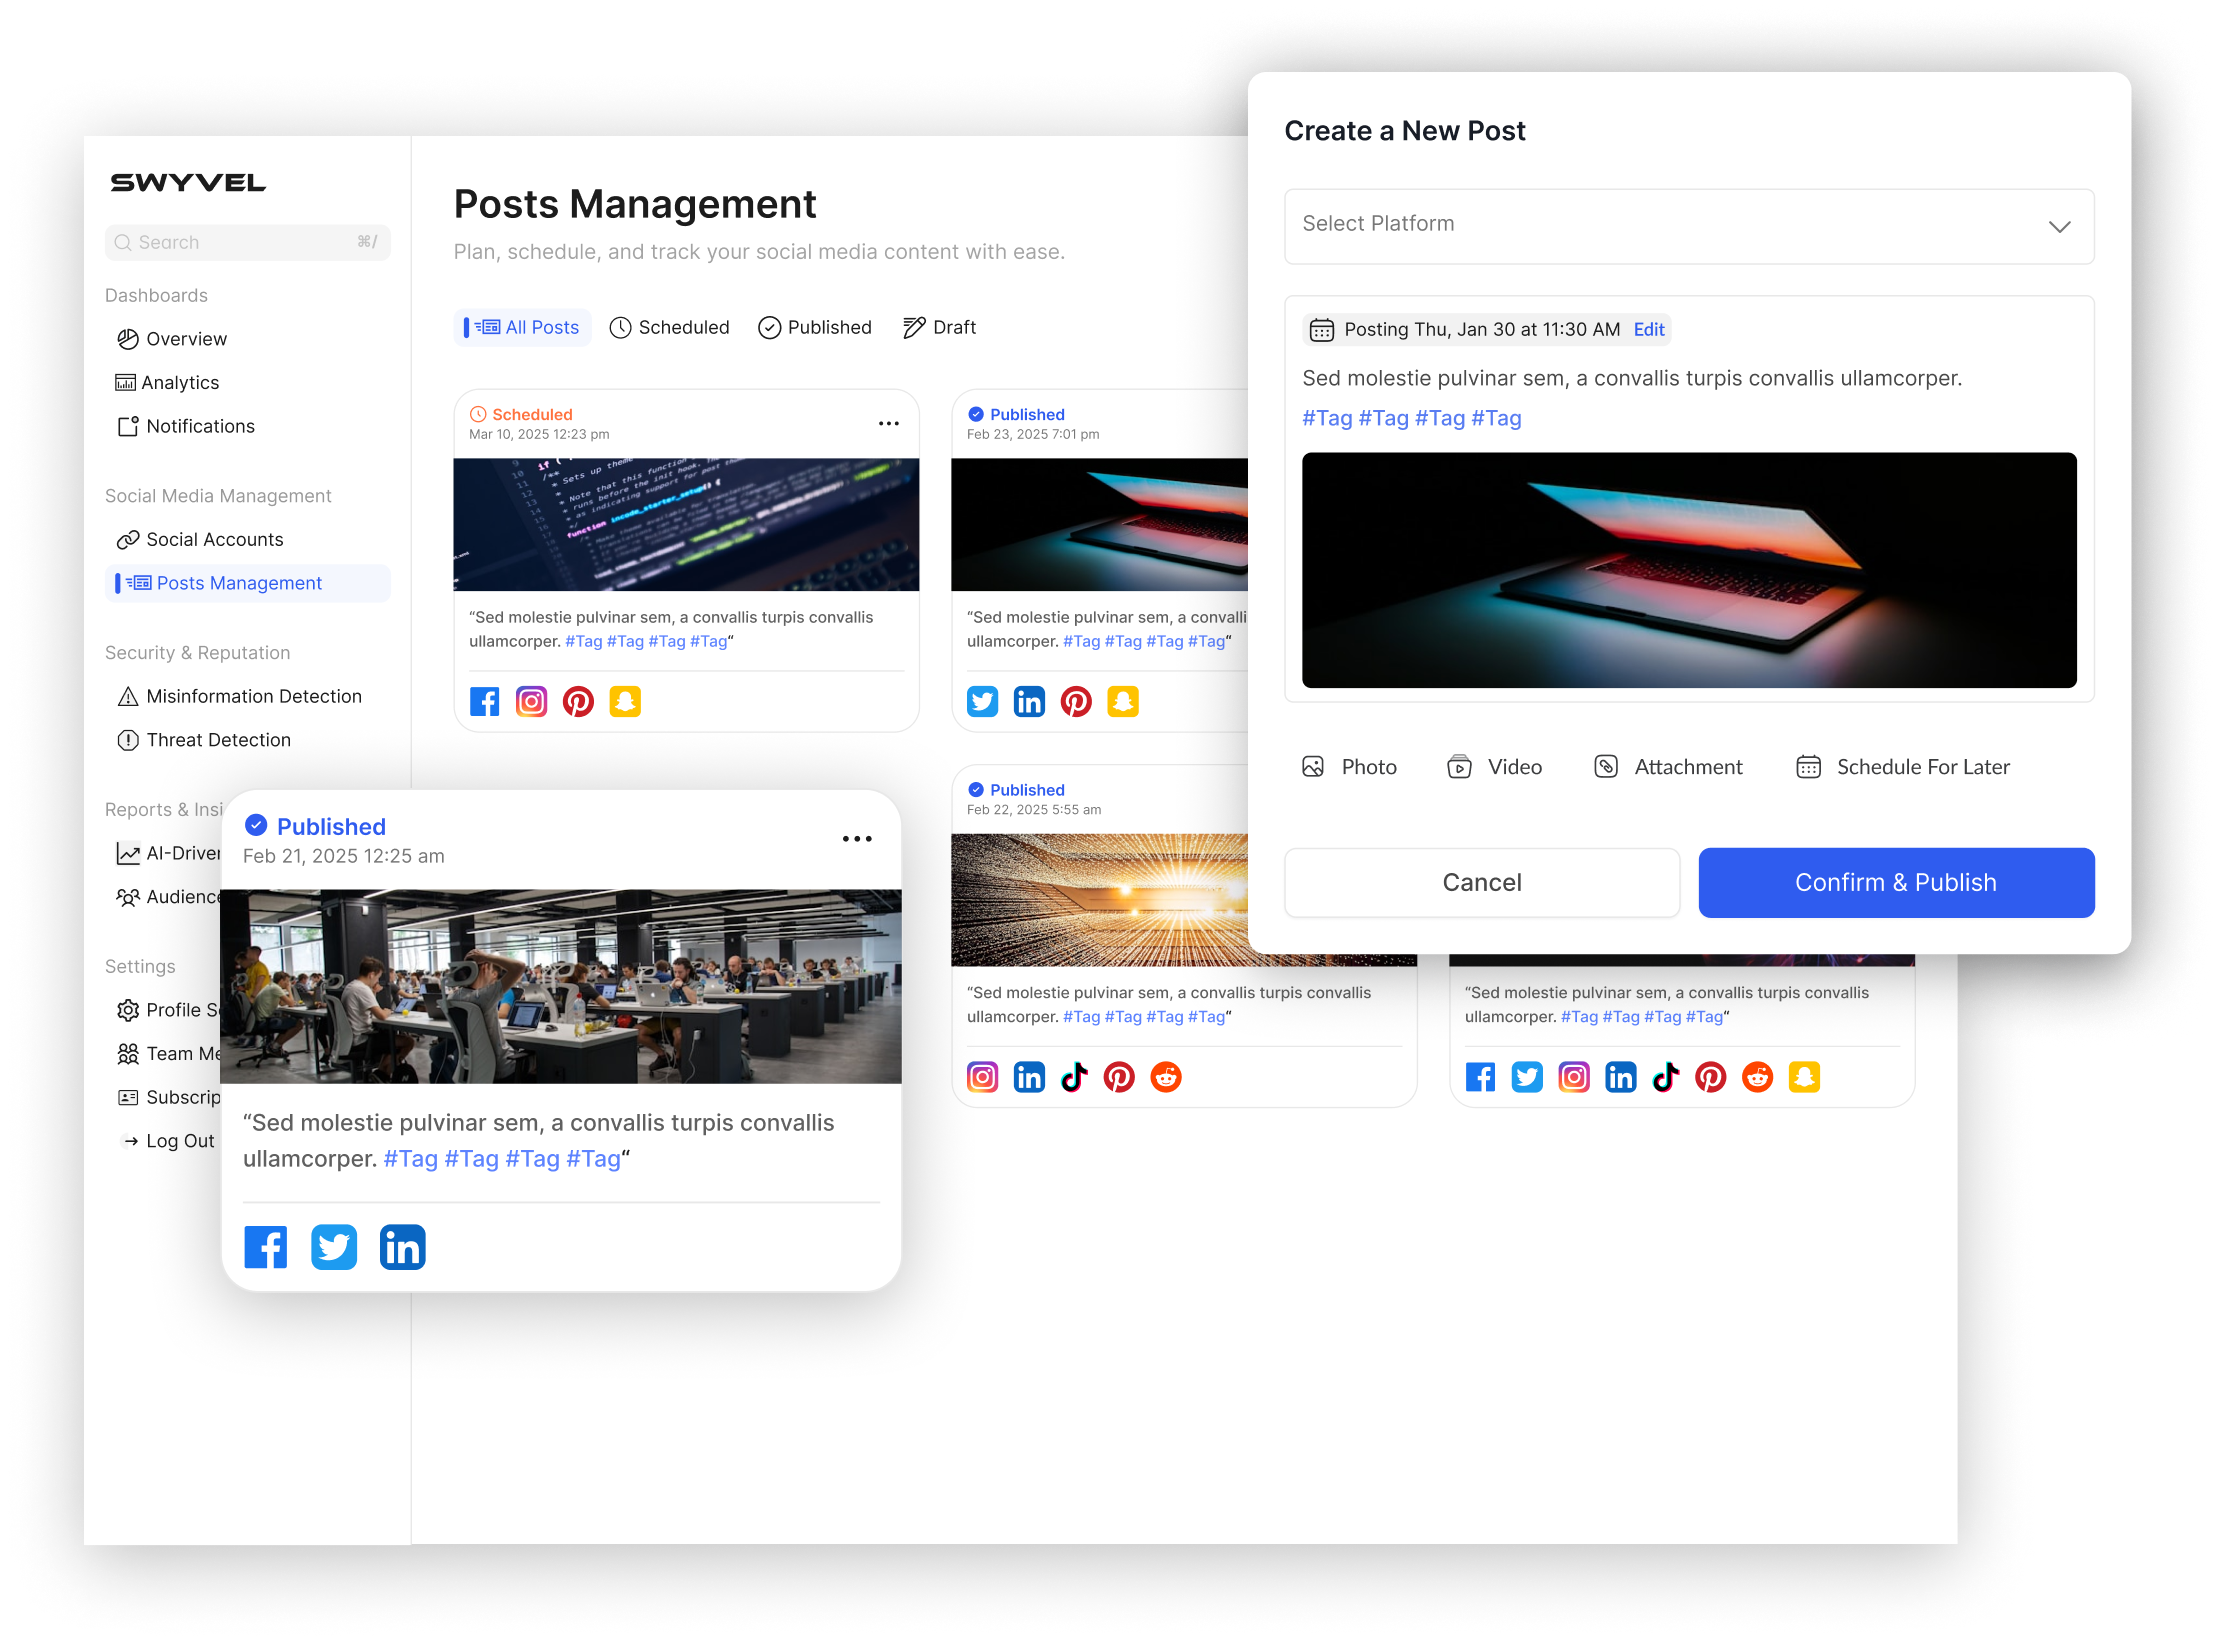 SWYVEL
Search
⌘/
Dashboards
Overview
Analytics
Notifications
Social Media Management
Social Accounts
Posts Management
Security & Reputation
Misinformation Detection
Threat Detection
Reports &
Settings
Profile
Team
Log Out
Posts Management
Plan, schedule, and track your social media content with ease.
All Posts
Scheduled
Published
Draft
Scheduled
Mar 10, 2025 12:23 pm
“Sed molestie pulvinar sem, a convallis turpis convallis
ullamcorper. #Tag #Tag #Tag #Tag“
Published
Feb 23, 2025 7:01 pm
“Sed molestie pulvinar sem, a
ullamcorper. #Tag #Tag #Tag #Tag“
Published
Feb 21, 2025 12:25 am
“Sed molestie pulvinar sem, a convallis turpis convallis
ullamcorper. #Tag #Tag #Tag #Tag“
Published
Feb 22, 2025 5:55 am
“Sed molestie pulvinar sem, a convallis turpis convallis
ullamcorper. #Tag #Tag #Tag #Tag“
“Sed molestie pulvinar sem, a convallis turpis convallis
ullamcorper. #Tag #Tag #Tag #Tag“
Create a New Post
Select Platform
Posting Thu, Jan 30 at 11:30 AM Edit
Sed molestie pulvinar sem, a convallis turpis convallis ullamcorper.
#Tag #Tag #Tag #Tag
Photo
Video
Attachment
Schedule For Later
Cancel
Confirm & Publish